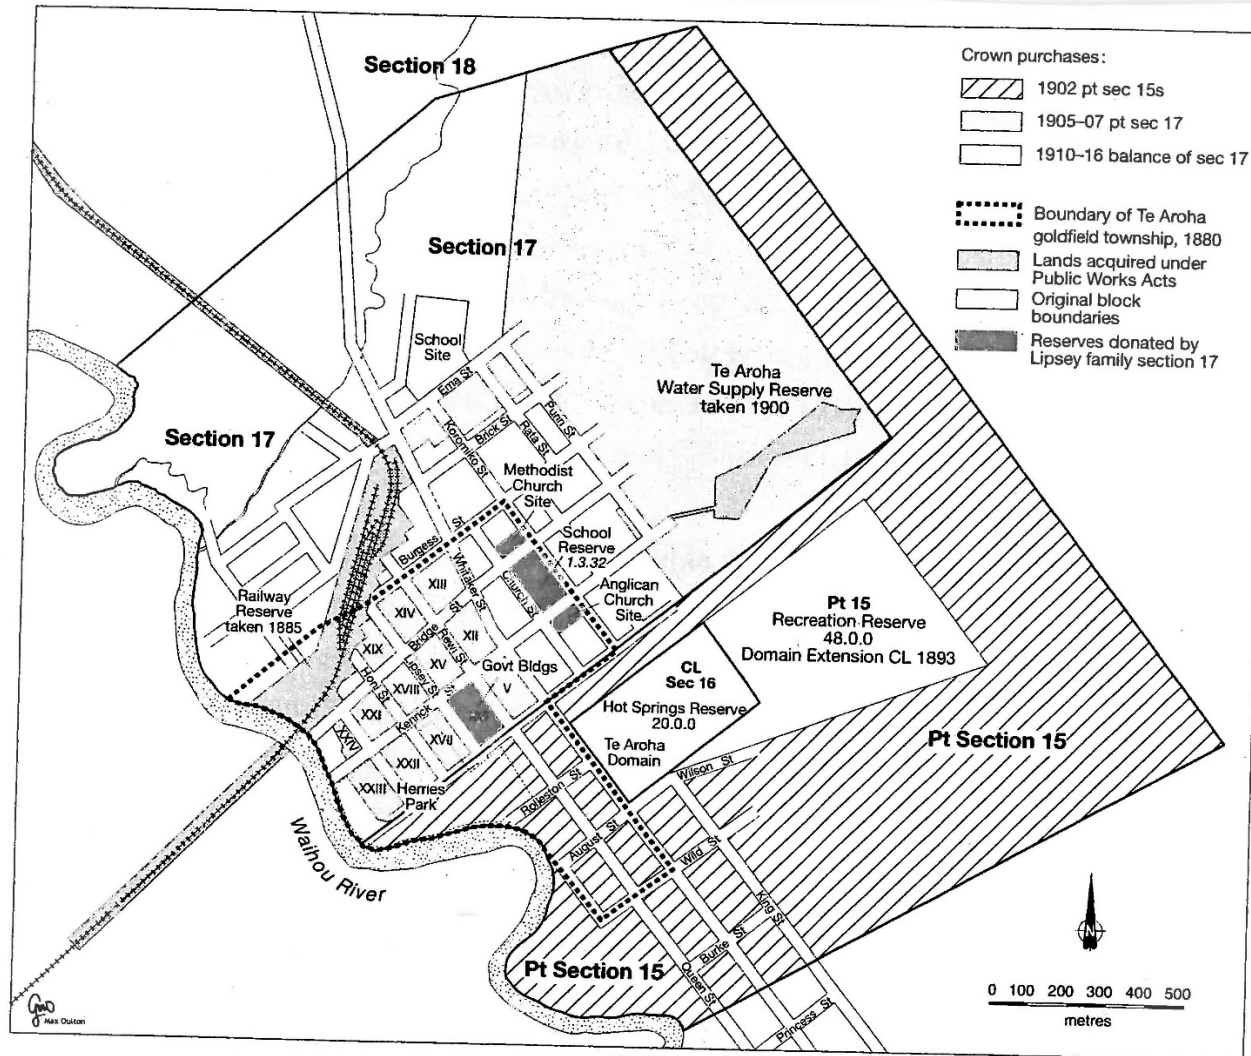 Section 18
Crown purchases:
1902 pt sec 15s
1905–07 pt sec 17
1910–16 balance of sec 17
Boundary of Te Aroha
goldfield township, 1880
Lands acquired under
Public Works Acts
Original block
boundaries
Reserves donated by
Lipsey family section 17
Section 17
School
Site
Ema St
Te Aroha
Water Supply Reserve
taken 1900
Punn St
Rata St
Brick St
Koromiko St
Section 17
Methodist
Church
Site
School
Reserve
1.3.32
Burgess St
Whitaker St
Church St
Anglican
Church
Site
Railway
Reserve
taken 1885
XIII
XIV
XII
XIX
Bridge St
Rewi St
XV
Govt Bldgs
V
Lipsey St
Honi St
XVIII
Kenrick
XXI
XVII
XXIV
XXII
XXIII
Herries
Park
Pt 15
Recreation Reserve
48.0.0
Domain Extension CL 1893
CL
Sec 16
Hot Springs Reserve
20.0.0
Te Aroha
Domain
Pt Section 15
Wilson St
Rolleston St
August St
Wild St
King St
Waihou River
Burke St
Queen St
Princess St
Pt Section 15
N
0 100 200 300 400 500
metres
Max Oulton